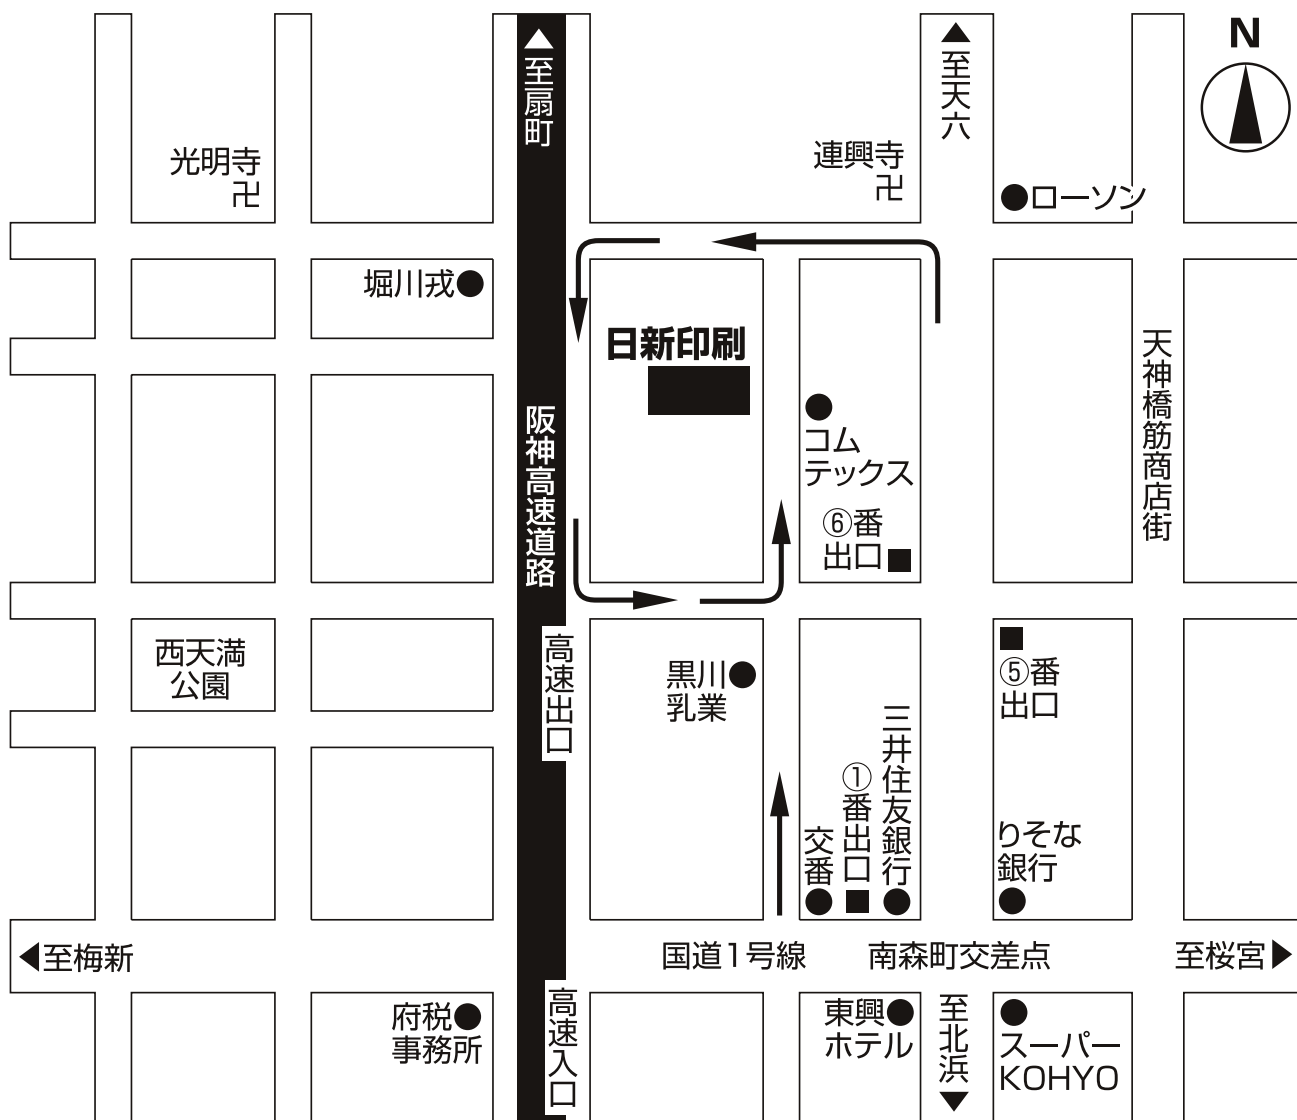 N
至扇町
至天六
光明寺
卍
連興寺
卍
ローソン
堀川戎
日新印刷
天神橋筋商店街
阪神高速道路
コム
テックス
⑥番
出口
西天満
公園
高速出口
黒川
乳業
⑤番
出口
三井住友銀行
①番出口
交番
りそな
銀行
至梅新
国道1号線
南森町交差点
至桜宮
府税
事務所
高速入口
東興
ホテル
至北浜
スーパー
KOHYO